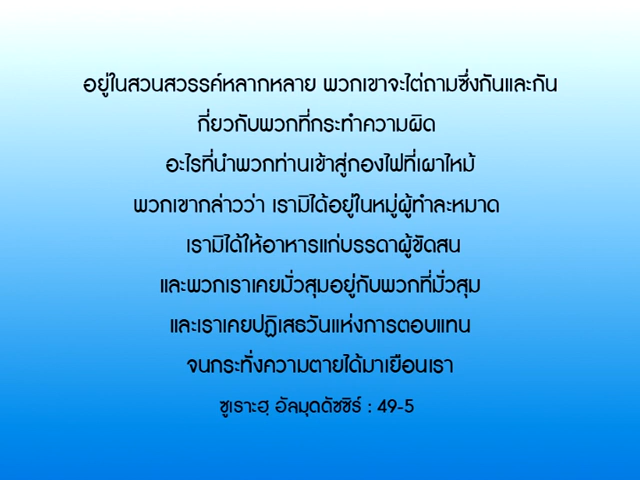 อยู่ในสวนสวรรค์หลากหลาย พวกเขาจะไต่ถามซึ่งกันและกัน
กี่ยวกับพวกที่กระทำความผิด
อะไรที่นำพวกท่านเข้าสู่กองไฟที่เผาไหม้
พวกเขากล่าวว่า เรามิได้อยู่ในหมู่ผู้ทำละหมาด
เรามิได้ให้อาหารแก่บรรดาผู้ขัดสน
และพวกเราเคยมั่วสุมอยู่กับพวกที่มั่วสุม
และเราเคยปฏิเสธวันแห่งการตอบแทน
จนกระทั่งความตายได้มาเยือนเรา
ซูเราะฮฺ อัลมุดดัซซิร์ : 49-5